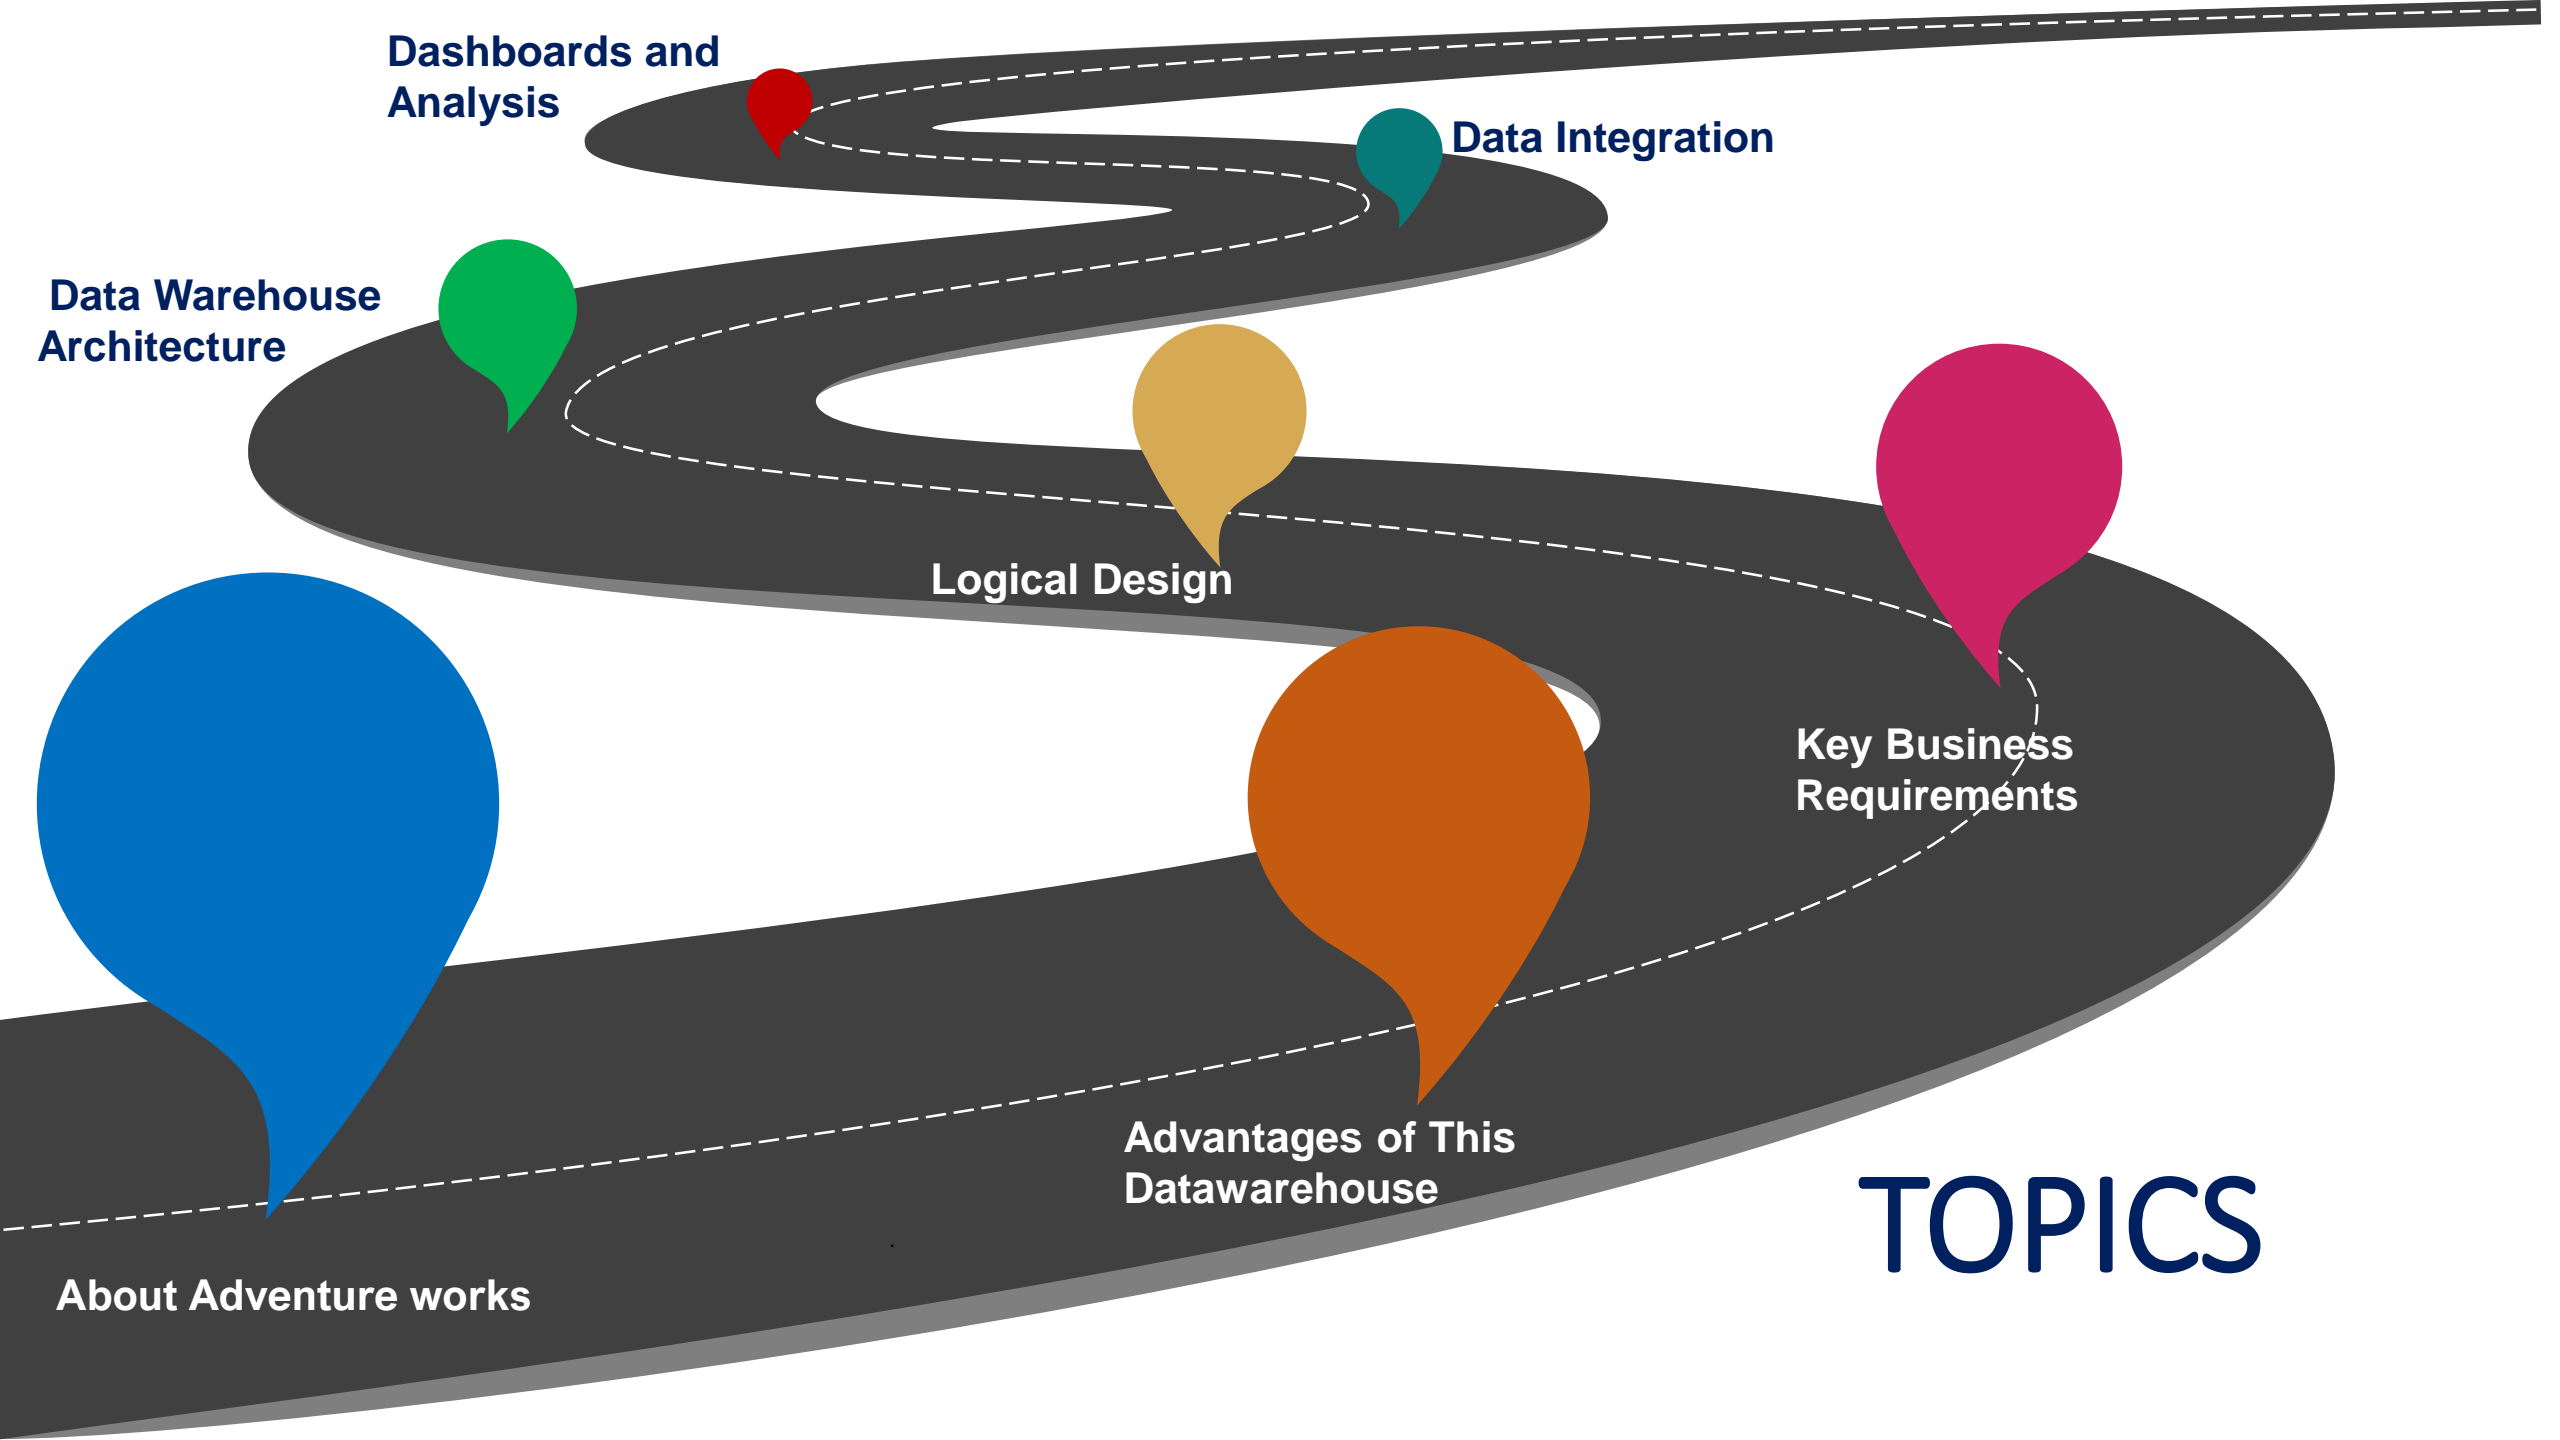 Dashboards and
Analysis
Data Integration
Data Warehouse
Architecture
Logical Design
Key Business
Requirements
Advantages of This
Datawarehouse
TOPICS
.
About Adventure works